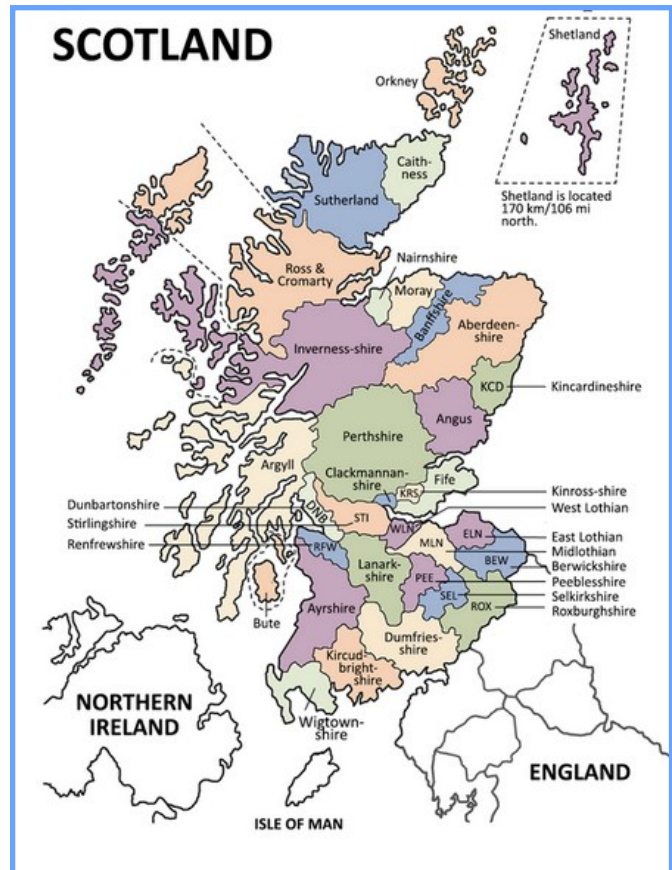 SCOTLAND
Shetland
Orkney
Caith-
ness
Sutherland
Shetland is located
170 km/106 mi
north.
Ross &
Cromarty
Nairnshire
Moray
Banffshire
Aberdeen-
shire
Inverness-shire
KCD
Kincardineshire
Angus
Perthshire
Argyll
Clackmannan-
shire
Fife
KRS
Kinross-shire
West Lothian
Dunbartonshire
DNB
Stirlingshire
STI
WLN
ELN
East Lothian
Renfrewshire
RFW
MLN
Midlothian
BEW
Berwickshire
Lanark-
shire
PEE
Peeblesshire
SEL
Selkirkshire
ROX
Roxburghshire
Bute
Ayrshire
Dumfries-
shire
Kircud-
bright-
shire
Wigtown-
shire
NORTHERN
IRELAND
ENGLAND
ISLE OF MAN